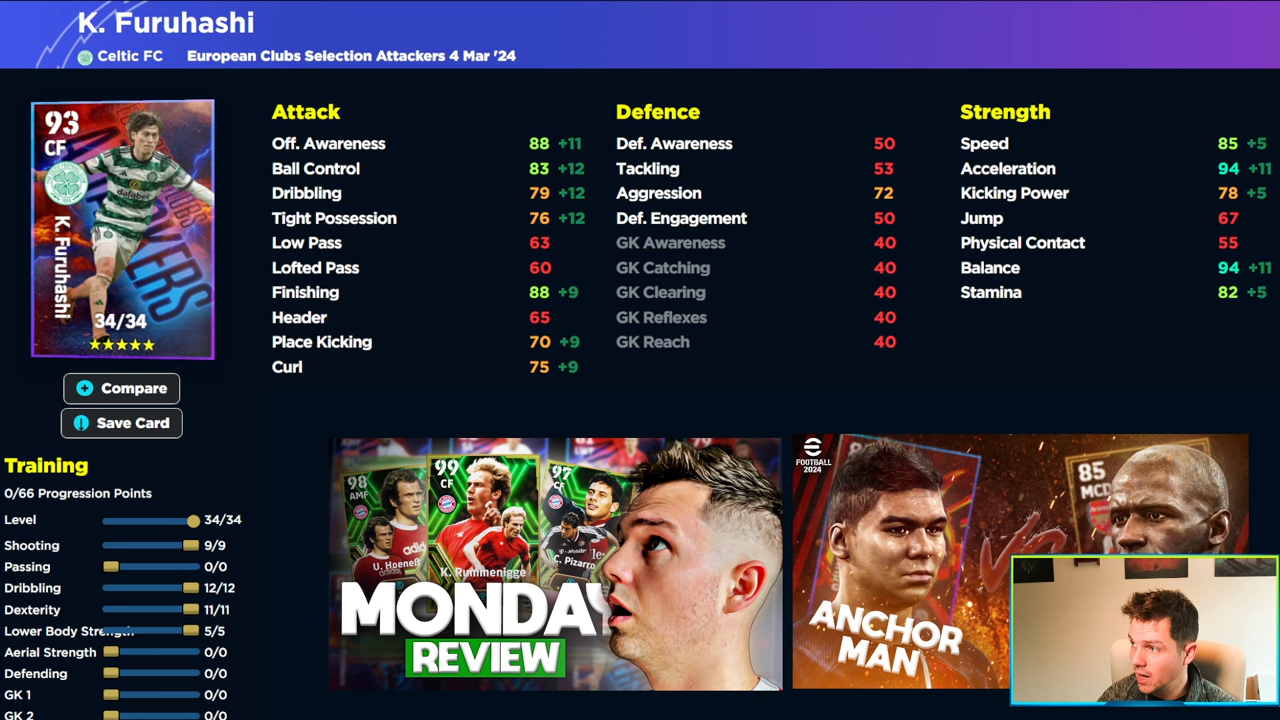 K. Furuhashi
Celtic FC European Clubs Selection Attackers 4 Mar '24
93
CF
dafabet
K. Furuhashi
34/34
Compare
Save Card
Training
0/66 Progression Points
Level 34/34
Shooting 9/9
Passing 0/0
Dribbling 12/12
Dexterity 11/11
Lower Body Strength 5/5
Aerial Strength 0/0
Defending 0/0
GK 1 0/0
GK 2 0/0
Attack
Off. Awareness 88 +11
Ball Control 83 +12
Dribbling 79 +12
Tight Possession 76 +12
Low Pass 63
Lofted Pass 60
Finishing 88 +9
Header 65
Place Kicking 70 +9
Curl 75 +9
Defence
Def. Awareness 50
Tackling 53
Aggression 72
Def. Engagement 50
GK Awareness 40
GK Catching 40
GK Clearing 40
GK Reflexes 40
GK Reach 40
Strength
Speed 85 +5
Acceleration 94 +11
Kicking Power 78 +5
Jump 67
Physical Contact 55
Balance 94 +11
Stamina 82 +5
98
AMF
U. Hoeneß
99
CF
K. Rummenigge
97
CF
C. Pizarro
MONDAY
REVIEW
FOOTBALL
2024
85
MCD
ANCHOR
MAN